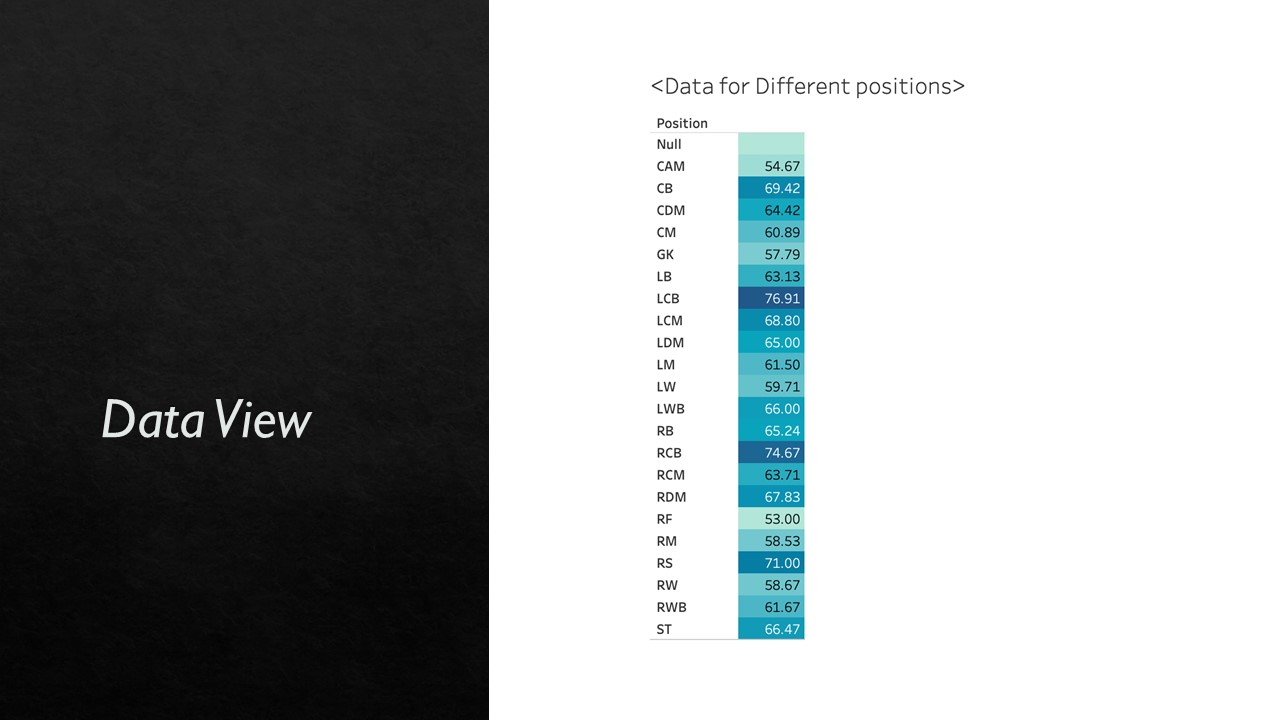 Data View
<Data for Different positions>
Position
Null
CAM 54.67
CB 69.42
CDM 64.42
CM 60.89
GK 57.79
LB 63.13
LCB 76.91
LCM 68.80
LDM 65.00
LM 61.50
LW 59.71
LWB 66.00
RB 65.24
RCB 74.67
RCM 63.71
RDM 67.83
RF 53.00
RM 58.53
RS 71.00
RW 58.67
RWB 61.67
ST 66.47